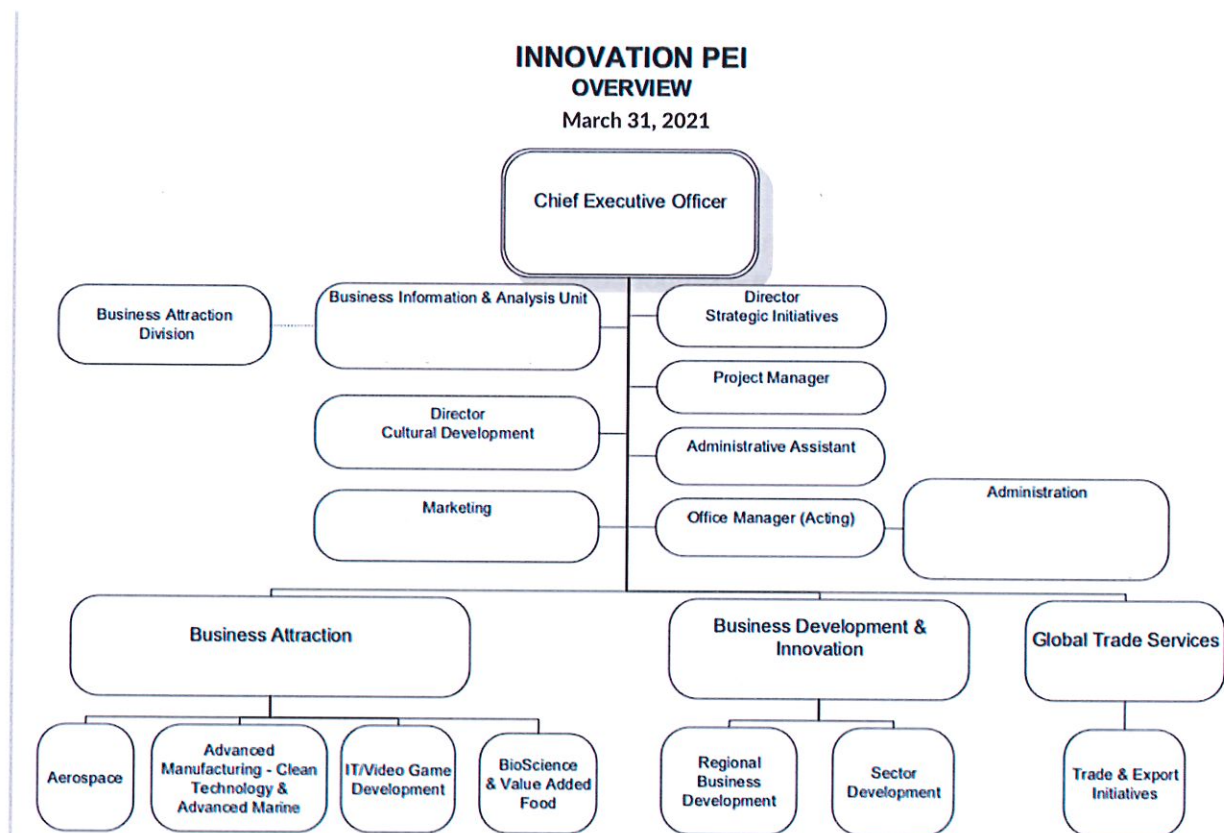 INNOVATION PEI
OVERVIEW
March 31, 2021
Chief Executive Officer
Business Attraction
Division
Business Information & Analysis Unit
Director
Strategic Initiatives
Project Manager
Director
Cultural Development
Administrative Assistant
Marketing
Office Manager (Acting)
Administration
Business Attraction
Business Development &
Innovation
Global Trade Services
Aerospace
Advanced
Manufacturing - Clean
Technology &
Advanced Marine
IT/Video Game
Development
BioScience
& Value Added
Food
Regional
Business
Development
Sector
Development
Trade & Export
Initiatives